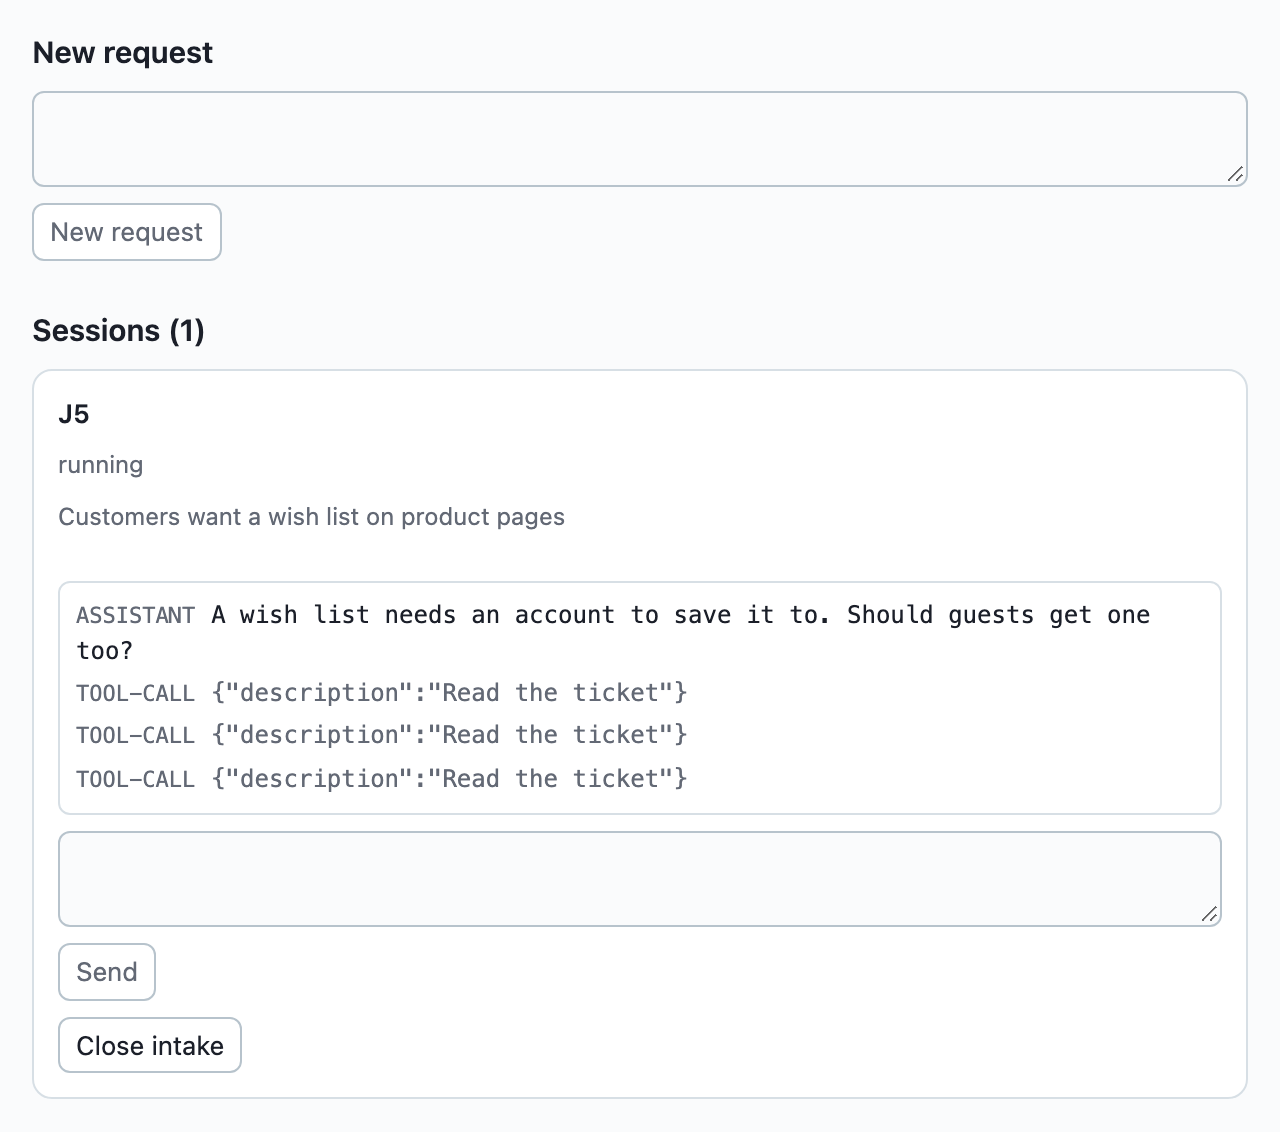 New request
New request
Sessions (1)
J5
running
Customers want a wish list on product pages
ASSISTANT A wish list needs an account to save it to. Should guests get one
too?
TOOL-CALL {"description":"Read the ticket"}
TOOL-CALL {"description":"Read the ticket"}
TOOL-CALL {"description":"Read the ticket"}
Send
Close intake